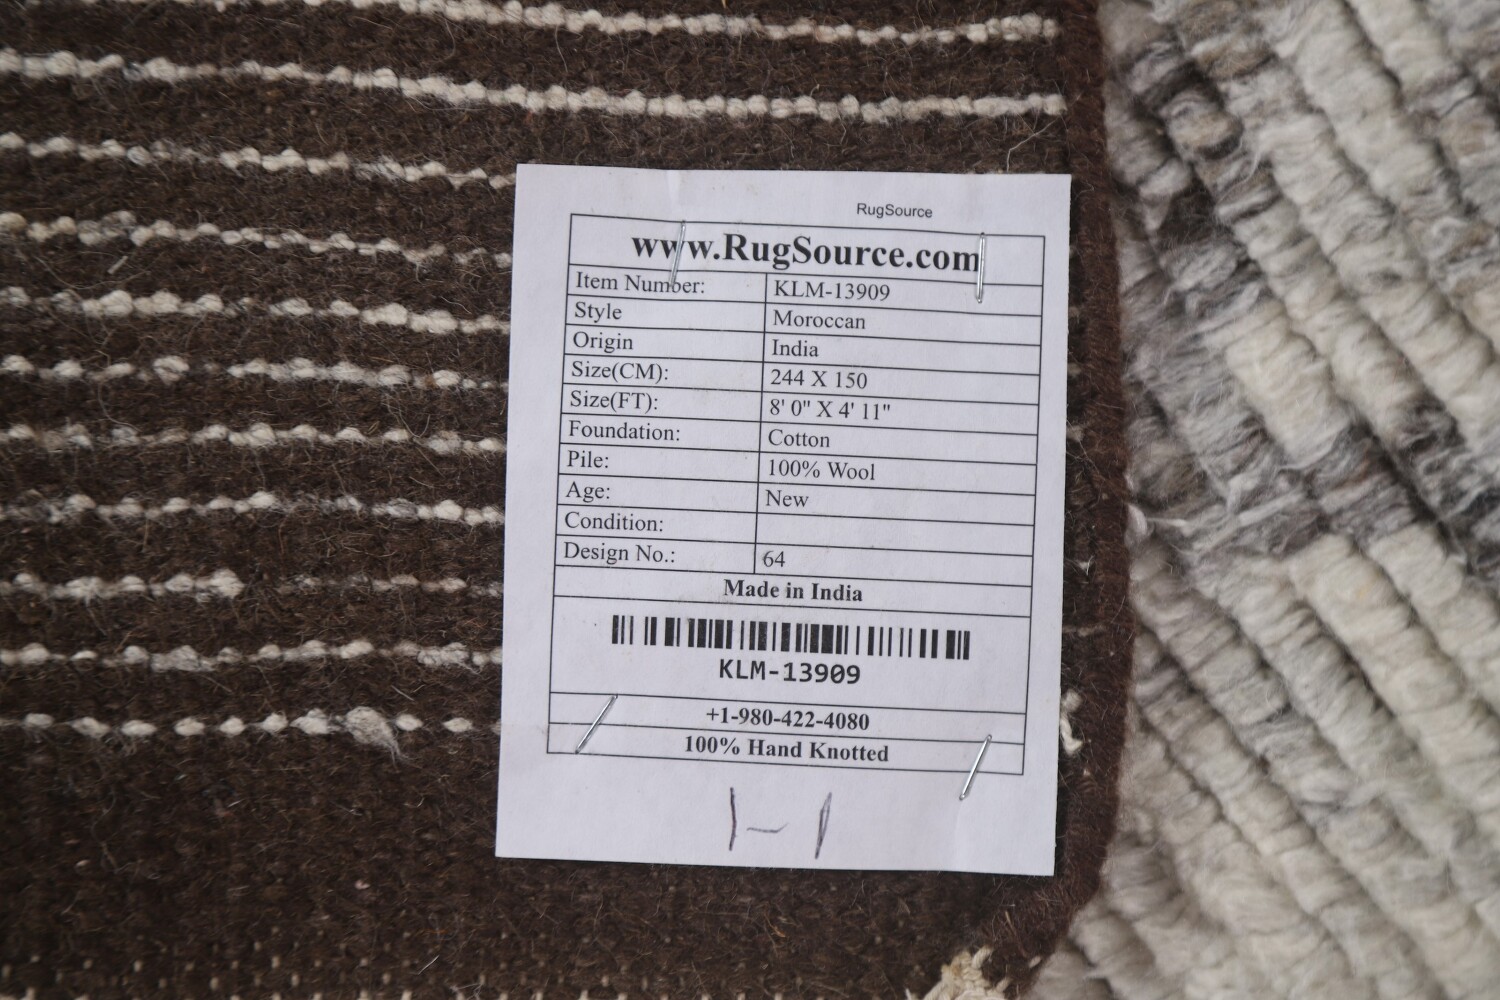 RugSource
www.RugSource.com
Item Number: KLM-13909
Style Moroccan
Origin India
Size(CM): 244 X 150
Size(FT): 8' 0" X 4' 11"
Foundation: Cotton
Pile: 100% Wool
Age: New
Condition:
Design No.: 64
Made in India
KLM-13909
+1-980-422-4080
100% Hand Knotted
1-1